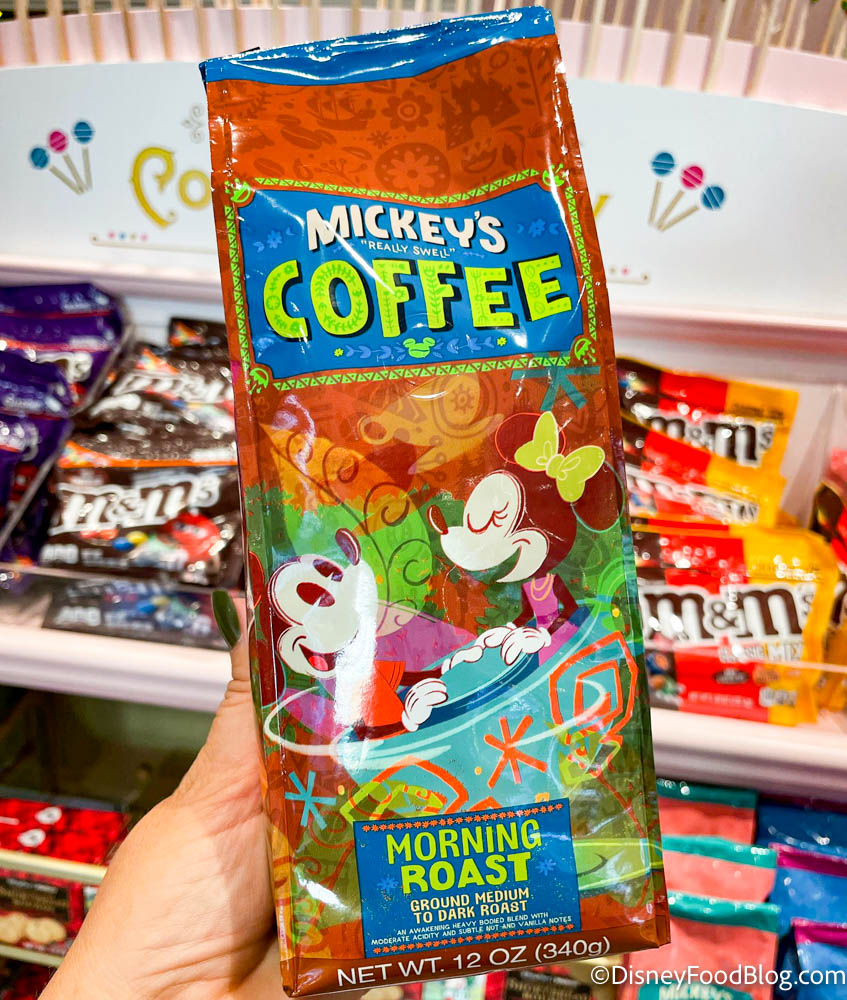 MICKEY'S
"REALLY SWELL"
COFFEE
m&m's
m&m's
m&m's
m&m's
MORNING
ROAST
GROUND MEDIUM
TO DARK ROAST
AN AWAKENING HEAVY BODIED BLEND WITH
MODERATE ACIDITY AND SUBTLE NUT AND VANILLA NOTES
NET WT. 12 OZ (340g)
MICKEY'S
©DisneyFoodBlog.com